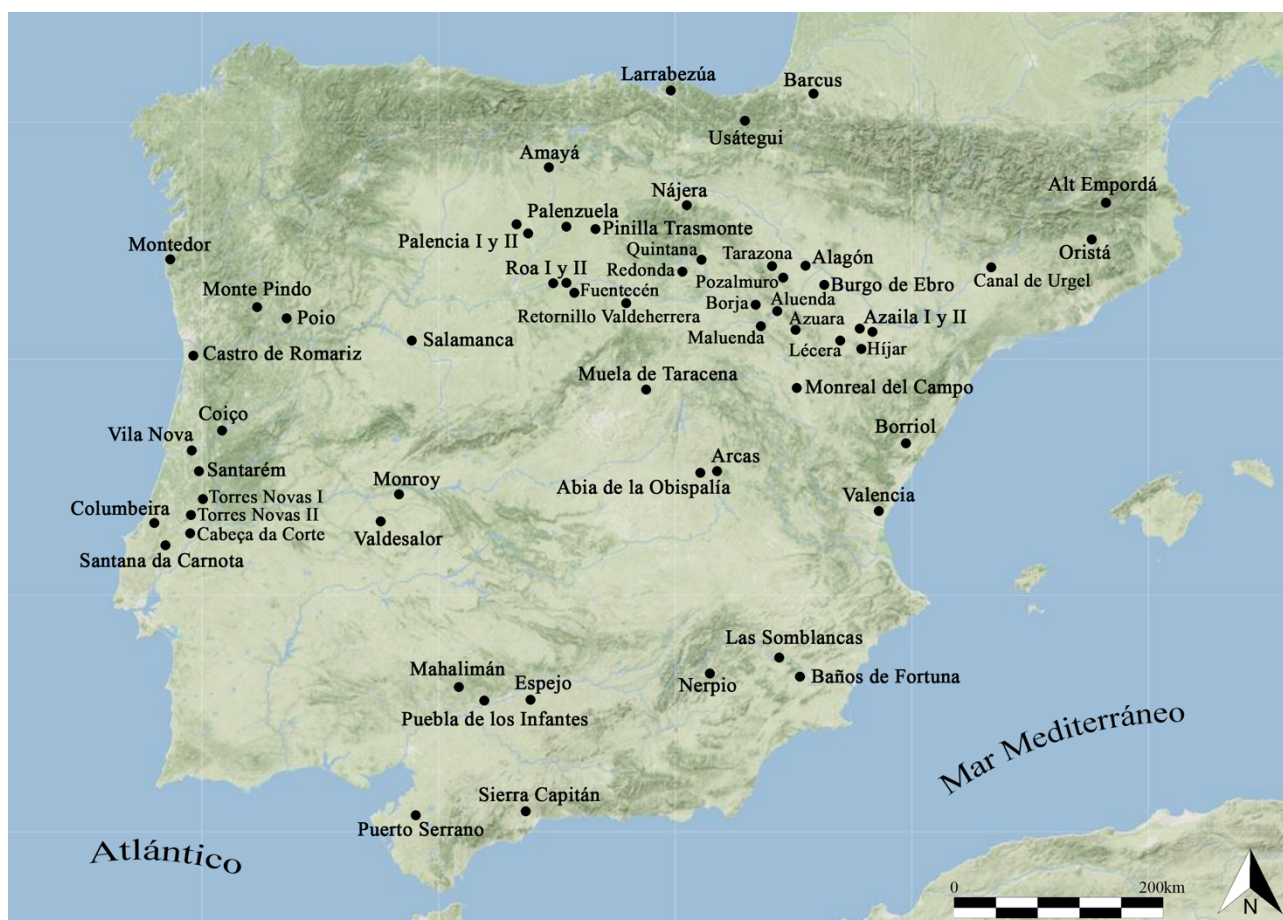 Larrabezúa
Barcus
Usátegui
Amayá
Alt Empordá
Nájera
Palenzuela
Pinilla Trasmonte
Palencia I y II
Oristá
Montedor
Quintana
Redonda
Tarazona
Alagón
Canal de Urgel
Pozalmuro
Burgo de Ebro
Roa I y II
Fuentecén
Monte Pindo
Poio
Retornillo Valdeherrera
Borja
Aluenda
Azuara
Azaila I y II
Maluenda
Salamanca
Lécera
Híjar
Castro de Romariz
Muela de Taracena
Monreal del Campo
Coiço
Vila Nova
Borriol
Santarém
Arcas
Monroy
Abia de la Obispalía
Torres Novas I
Valencia
Columbeira
Torres Novas II
Cabeça da Corte
Valdesalor
Santana da Carnota
Las Somblancas
Mahalimán
Espejo
Nerpio
Baños de Fortuna
Puebla de los Infantes
Mar Mediterráneo
Sierra Capitán
Puerto Serrano
Atlántico
0
200km
N